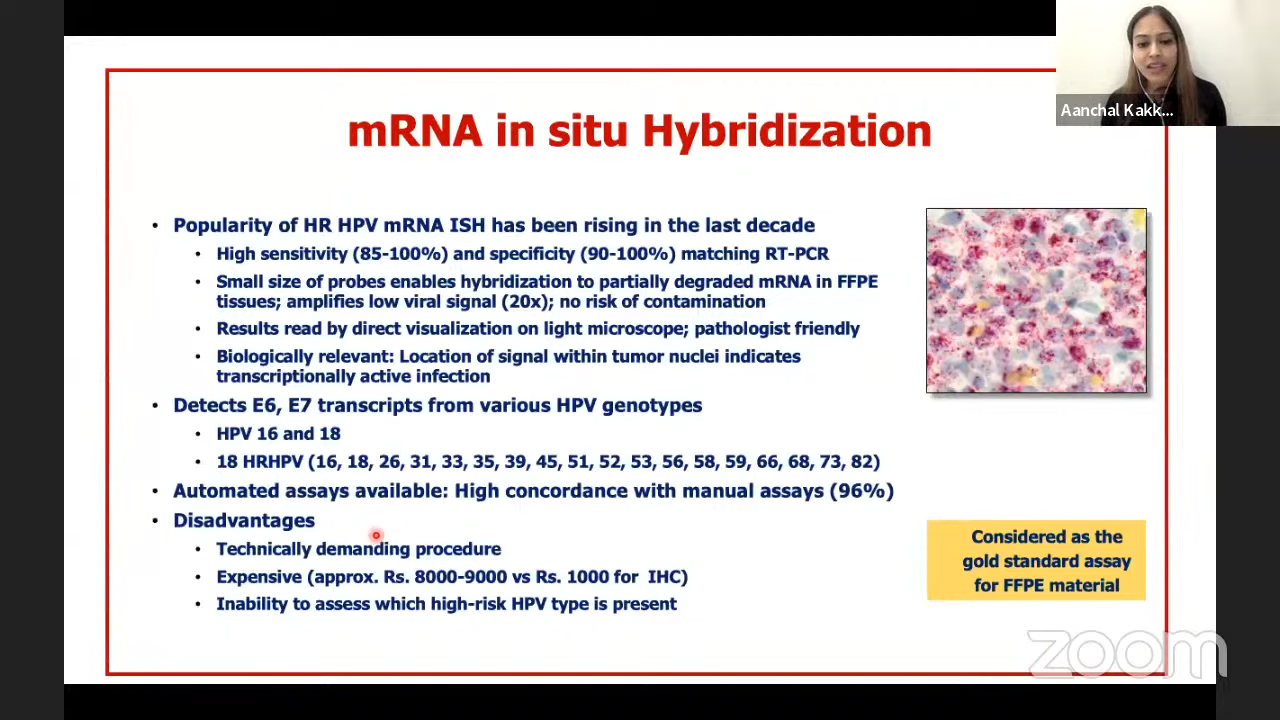 Aanchal Kakk...
mRNA in situ Hybridization
• Popularity of HR HPV mRNA ISH has been rising in the last decade
• High sensitivity (85-100%) and specificity (90-100%) matching RT-PCR
• Small size of probes enables hybridization to partially degraded mRNA in FFPE
tissues; amplifies low viral signal (20x); no risk of contamination
• Results read by direct visualization on light microscope; pathologist friendly
• Biologically relevant: Location of signal within tumor nuclei indicates
transcriptionally active infection
• Detects E6, E7 transcripts from various HPV genotypes
• HPV 16 and 18
• 18 HRHPV (16, 18, 26, 31, 33, 35, 39, 45, 51, 52, 53, 56, 58, 59, 66, 68, 73, 82)
• Automated assays available: High concordance with manual assays (96%)
• Disadvantages
• Technically demanding procedure
• Expensive (approx. Rs. 8000-9000 vs Rs. 1000 for IHC)
• Inability to assess which high-risk HPV type is present
Considered as the
gold standard assay
for FFPE material
zoom